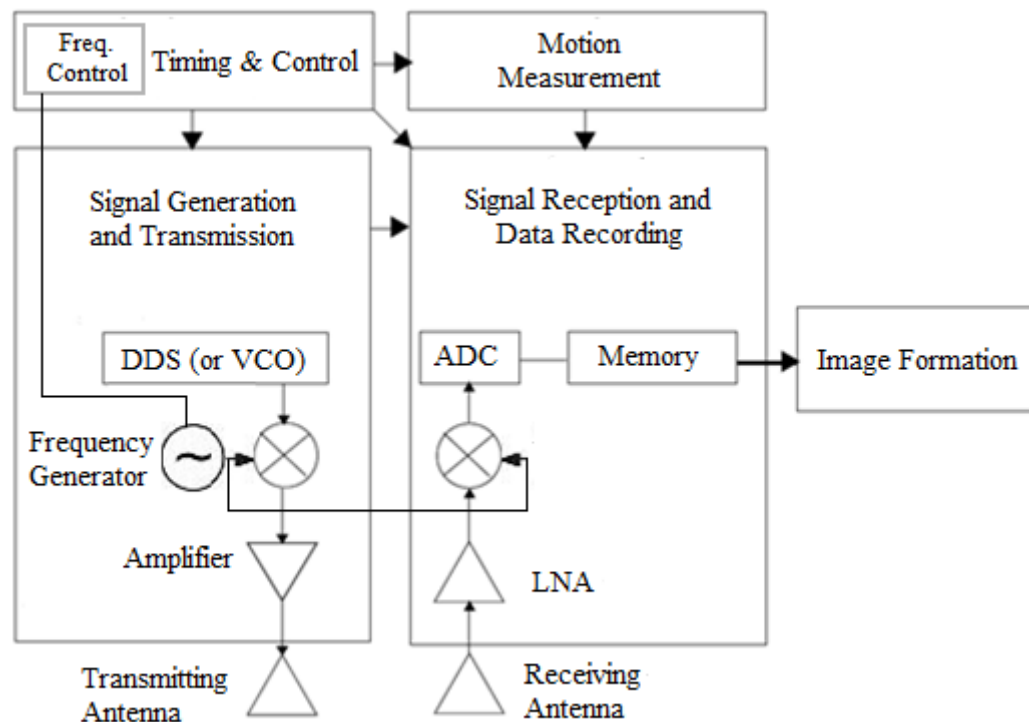 Freq.
Control
Timing & Control
Motion
Measurement
Signal Generation
and Transmission
Signal Reception and
Data Recording
DDS (or VCO)
ADC
Memory
Image Formation
Frequency
Generator
~
Amplifier
LNA
Transmitting
Antenna
Receiving
Antenna